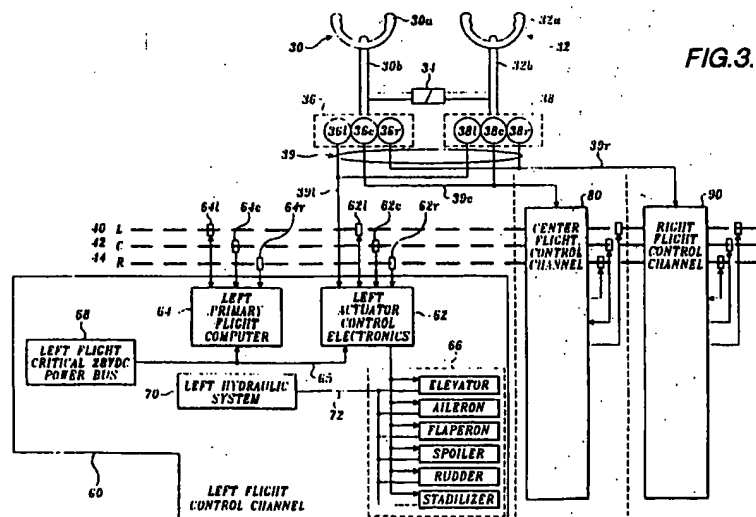 30a
32a
FIG.3.
30
32
30b
32b
34
36
38
36l 36c 36r
38l 38c 38r
39
39r
39l
39c
80
90
64l 64c 64r
62l 62c 62r
40 L
42 C
44 R
CENTER
FLIGHT
CONTROL
CHANNEL
RIGHT
FLIGHT
CONTROL
CHANNEL
64
LEFT
PRIMARY
FLIGHT
COMPUTER
LEFT
ACTUATOR
CONTROL
ELECTRONICS
62
68
LEFT FLIGHT
CRITICAL 28VDC
POWER BUS
65
66
70
LEFT HYDRAULIC
SYSTEM
72
ELEVATOR
AILERON
FLAPERON
SPOILER
RUDDER
STABILIZER
60
LEFT FLIGHT
CONTROL CHANNEL